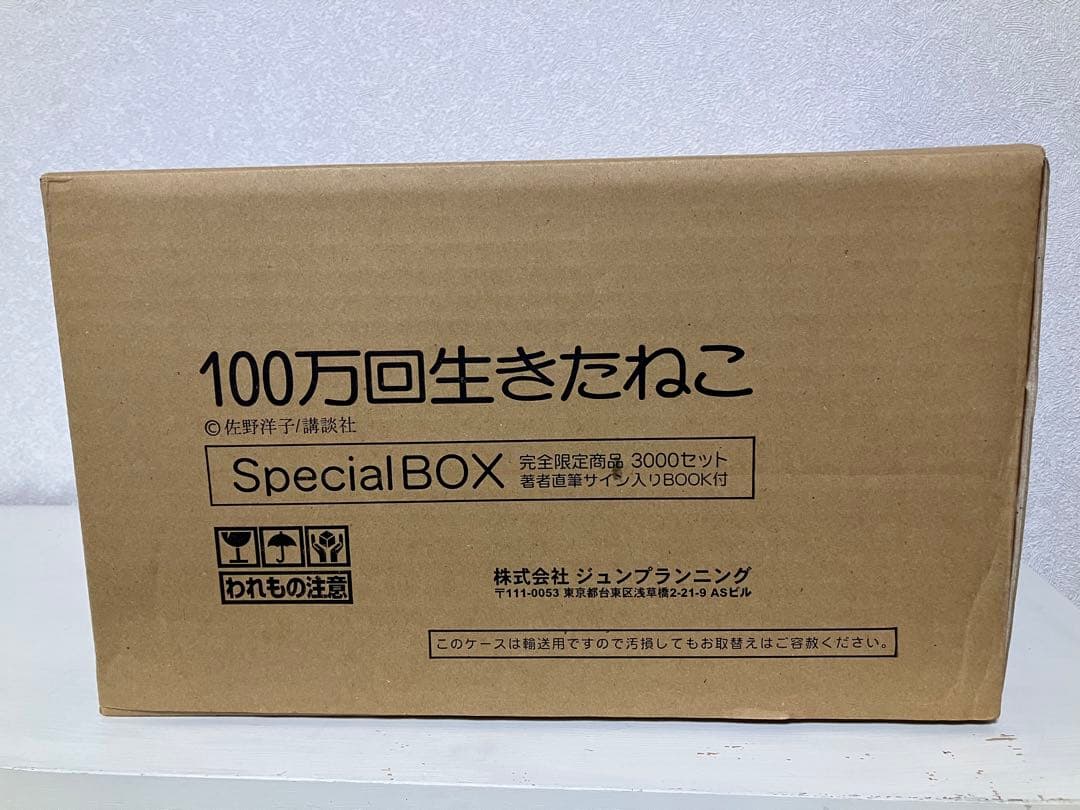 100万回生きたねこ
©佐野洋子/講談社
SpecialBOX
完全限定商品 3000セット
著者直筆サイン入りBOOK付
われもの注意
株式会社 ジュンプランニング
〒111-0053 東京都台東区浅草橋2-21-9 ASビル
このケースは輸送用ですので汚損してもお取替えはご容赦ください。